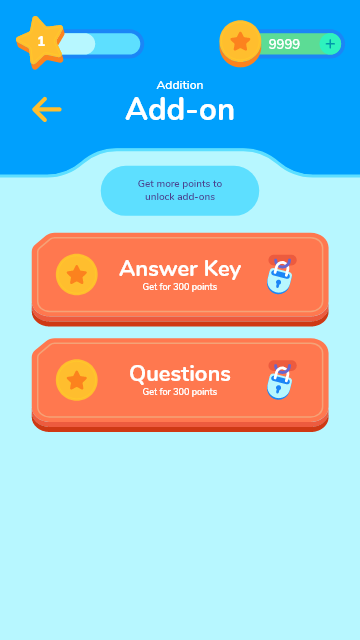 1
9999
Addition
Add-on
Get more points to
unlock add-ons
Answer Key
Get for 300 points
Questions
Get for 300 points